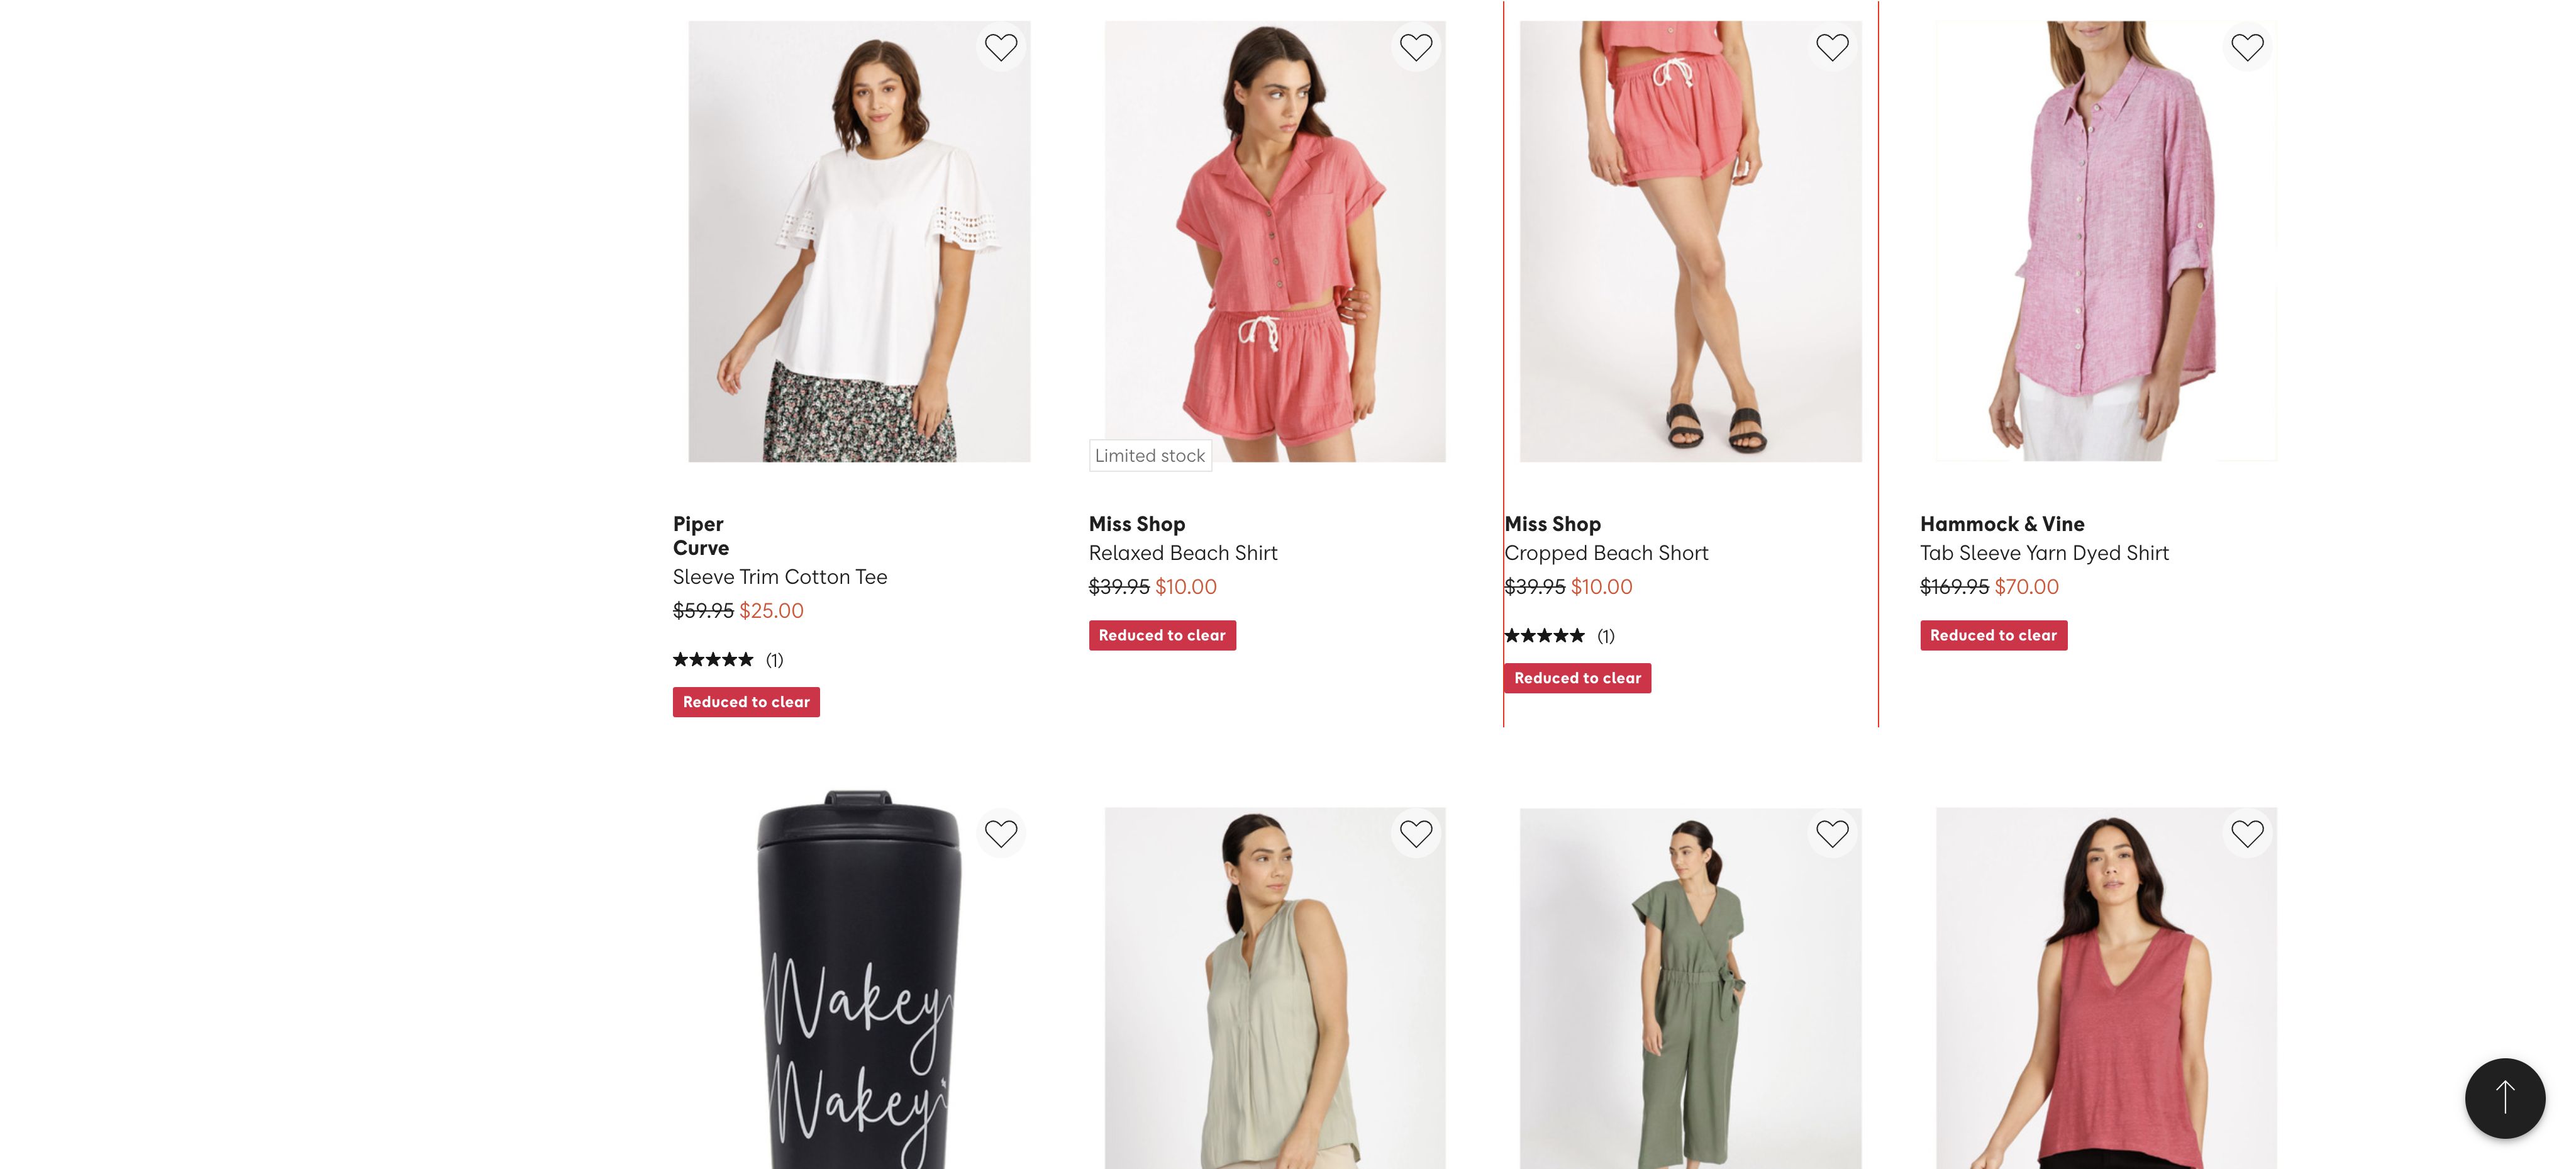 Limited stock
Piper
Curve
Sleeve Trim Cotton Tee
$59.95 $25.00
(1)
Reduced to clear
Miss Shop
Relaxed Beach Shirt
$39.95 $10.00
Reduced to clear
Miss Shop
Cropped Beach Short
$39.95 $10.00
(1)
Reduced to clear
Hammock & Vine
Tab Sleeve Yarn Dyed Shirt
$169.95 $70.00
Reduced to clear
Wakey
Wakey